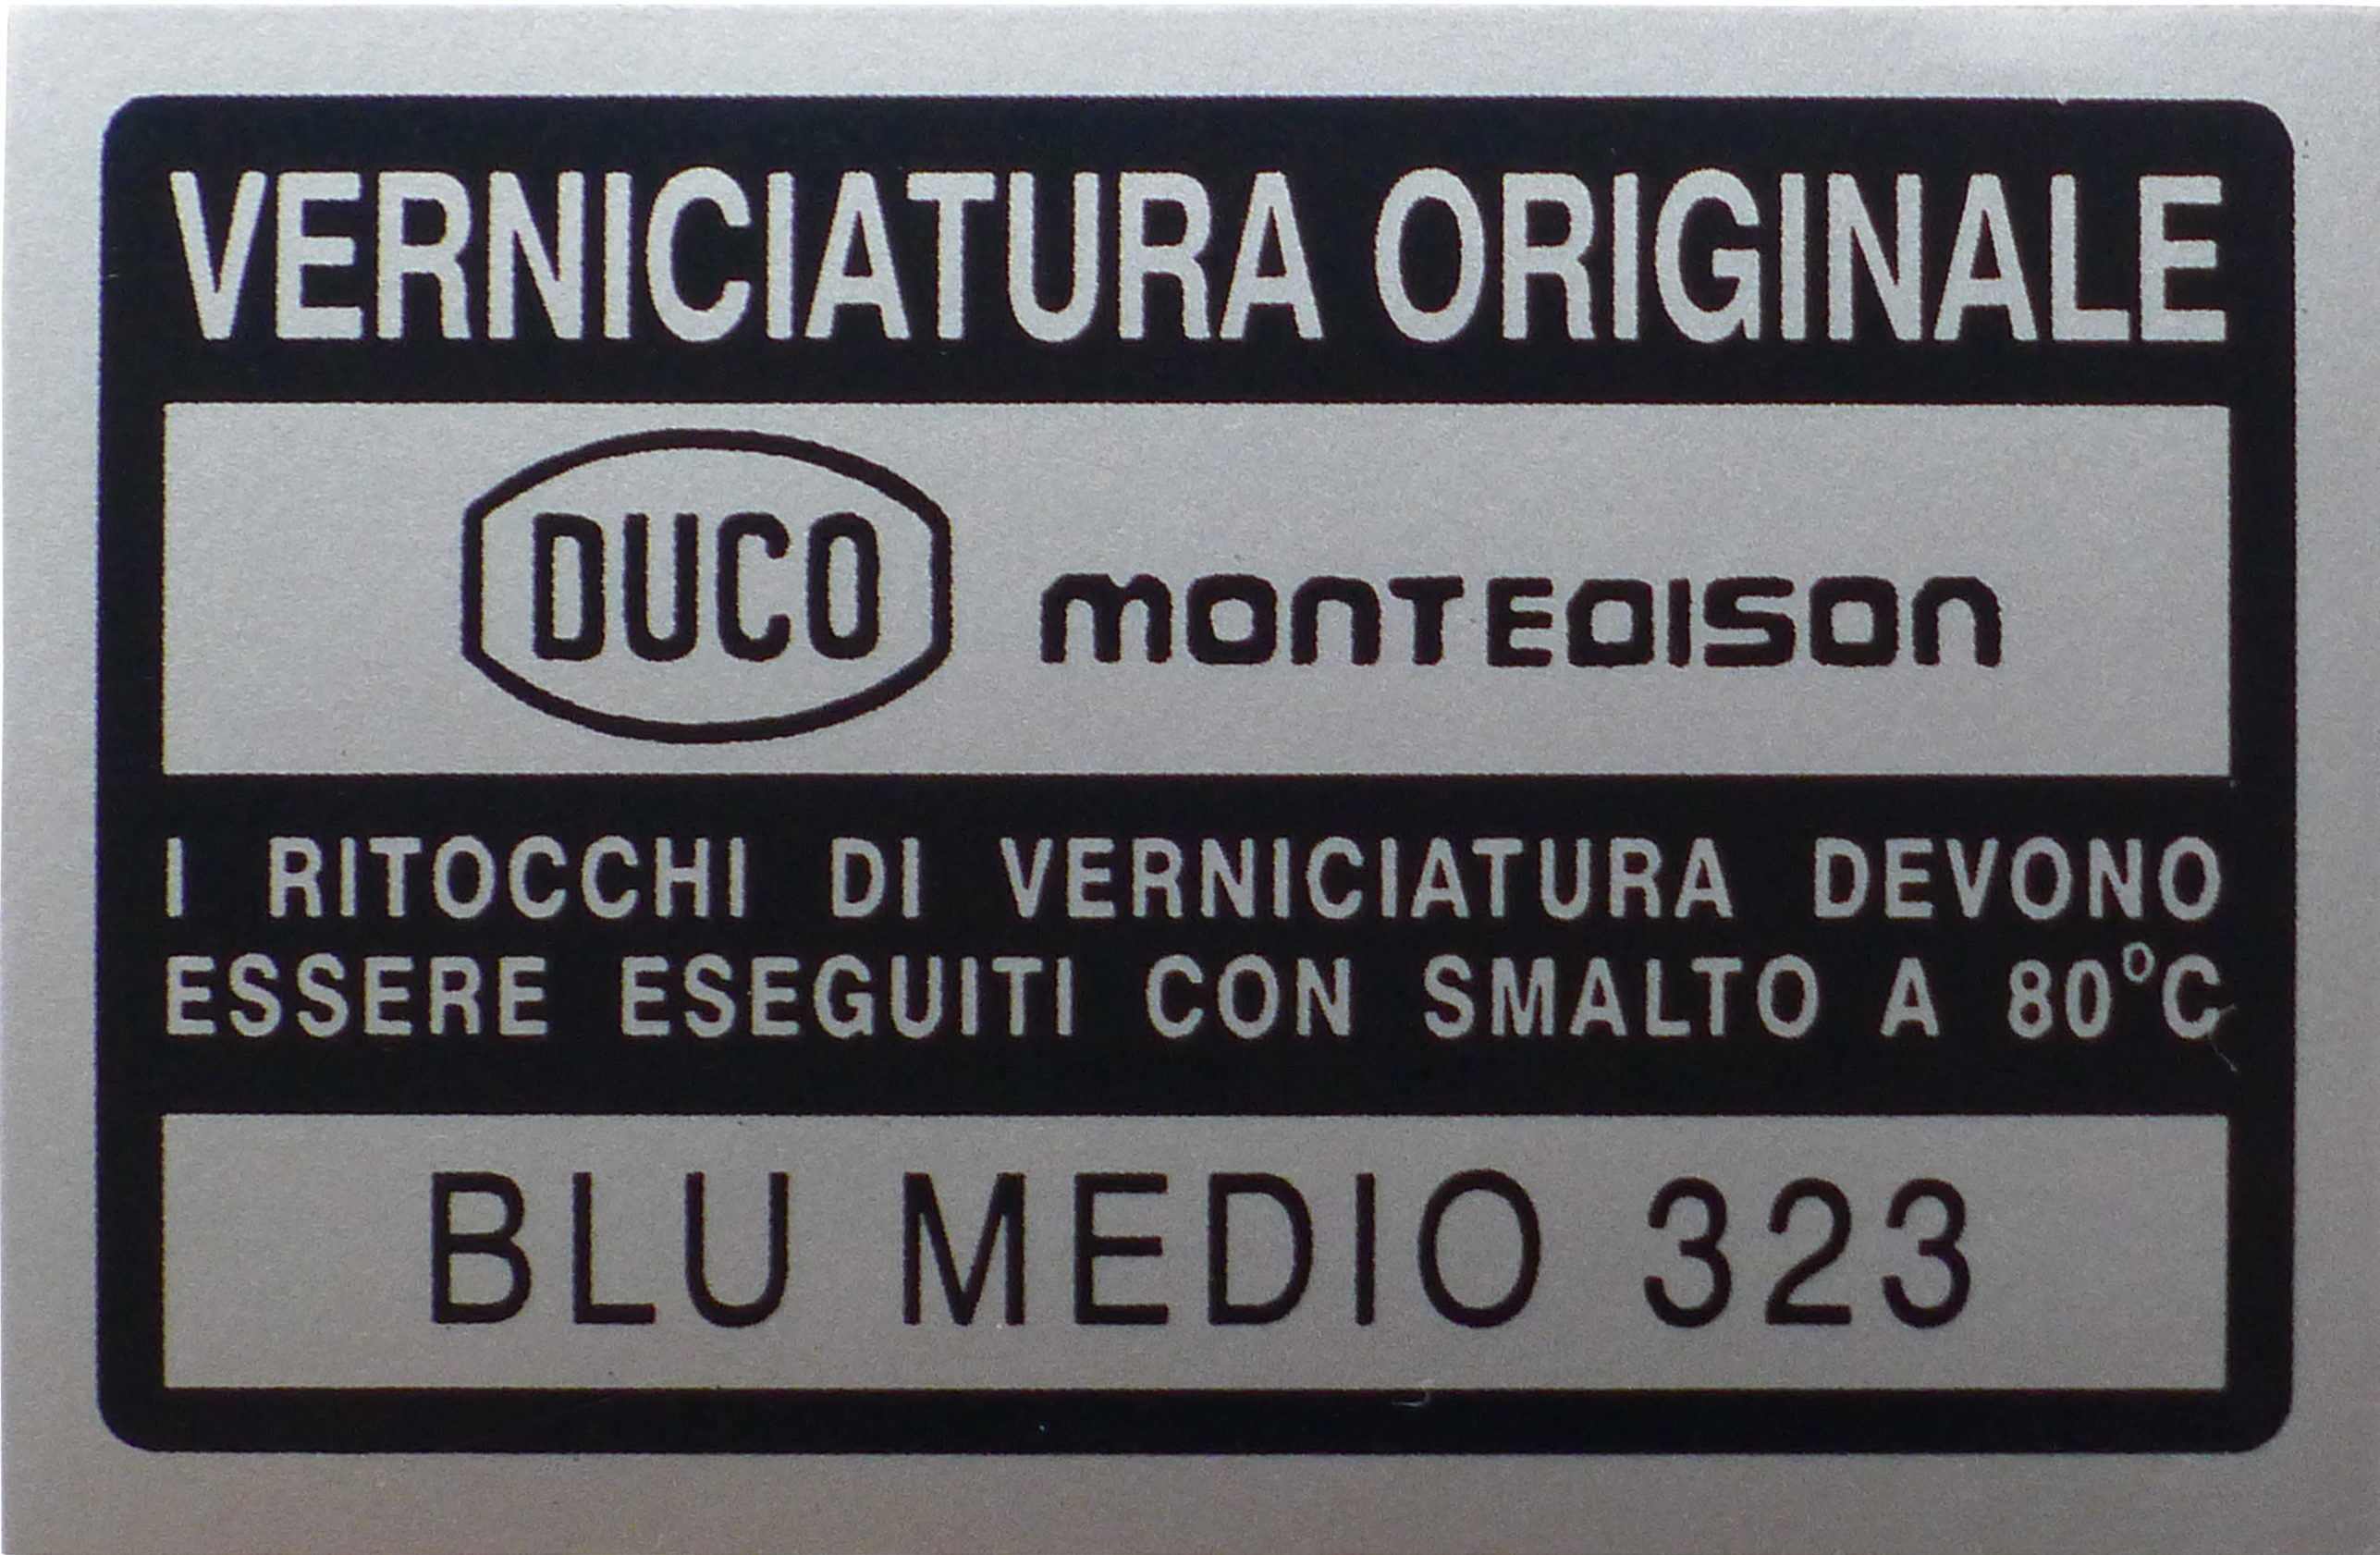 VERNICIATURA ORIGINALE
DUCO MONTEDISON
I RITOCCHI DI VERNICIATURA DEVONO
ESSERE ESEGUITI CON SMALTO A 80°C
BLU MEDIO 323